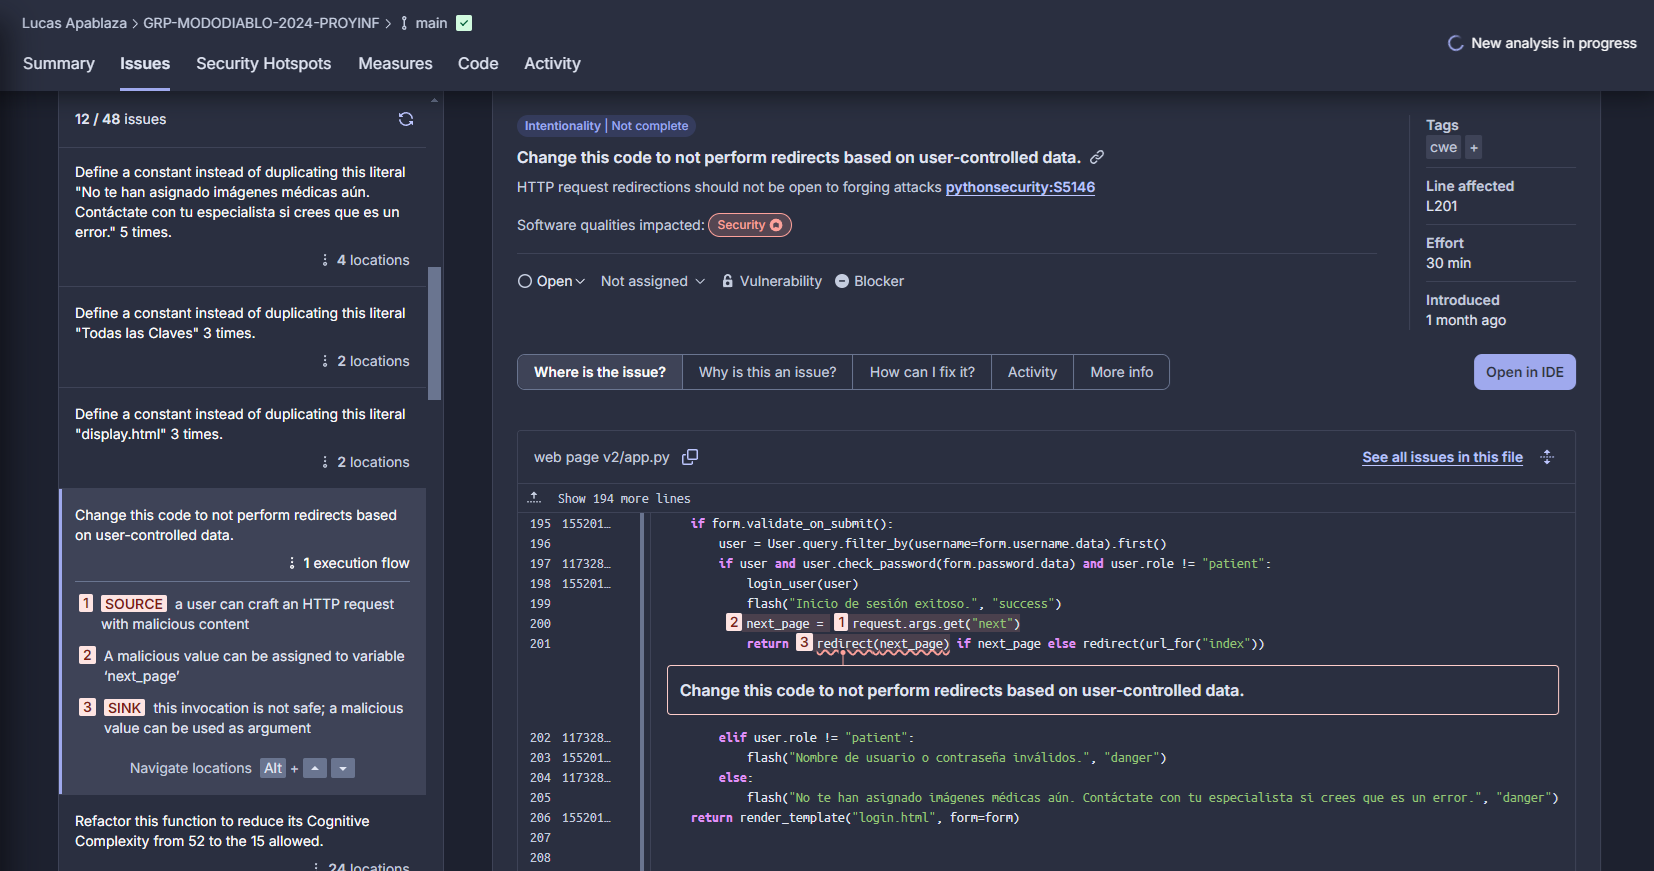 Lucas Apablaza > GRP-MODODIABLO-2024-PROYINF > main
New analysis in progress
Summary Issues Security Hotspots Measures Code Activity
12 / 48 issues
Define a constant instead of duplicating this literal
"No te han asignado imágenes médicas aún.
Contáctate con tu especialista si crees que es un
error." 5 times.
4 locations
Define a constant instead of duplicating this literal
"Todas las Claves" 3 times.
2 locations
Define a constant instead of duplicating this literal
"display.html" 3 times.
2 locations
Change this code to not perform redirects based
on user-controlled data.
1 execution flow
1 SOURCE a user can craft an HTTP request
with malicious content
2 A malicious value can be assigned to variable
‘next_page’
3 SINK this invocation is not safe; a malicious
value can be used as argument
Navigate locations Alt +
Refactor this function to reduce its Cognitive
Complexity from 52 to the 15 allowed.
24 locations
Intentionality | Not complete
Change this code to not perform redirects based on user-controlled data.
HTTP request redirections should not be open to forging attacks pythonsecurity:S5146
Software qualities impacted: Security
Open Not assigned Vulnerability Blocker
Tags
cwe +
Line affected
L201
Effort
30 min
Introduced
1 month ago
Where is the issue? Why is this an issue? How can I fix it? Activity More info
Open in IDE
web page v2/app.py
See all issues in this file
Show 194 more lines
195 155201… if form.validate_on_submit():
196 user = User.query.filter_by(username=form.username.data).first()
197 117328… if user and user.check_password(form.password.data) and user.role != "patient":
198 155201… login_user(user)
199 flash("Inicio de sesión exitoso.", "success")
200 2 next_page = 1 request.args.get("next")
201 return 3 redirect(next_page) if next_page else redirect(url_for("index"))
Change this code to not perform redirects based on user-controlled data.
202 117328… elif user.role != "patient":
203 155201… flash("Nombre de usuario o contraseña inválidos.", "danger")
204 117328… else:
205 flash("No te han asignado imágenes médicas aún. Contáctate con tu especialista si crees que es un error.", "danger")
206 155201… return render_template("login.html", form=form)
207
208